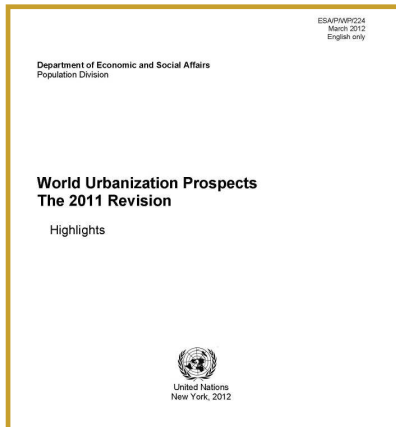 ESA/P/WP/224
March 2012
English only
Department of Economic and Social Affairs
Population Division
World Urbanization Prospects
The 2011 Revision
Highlights
United Nations
New York, 2012